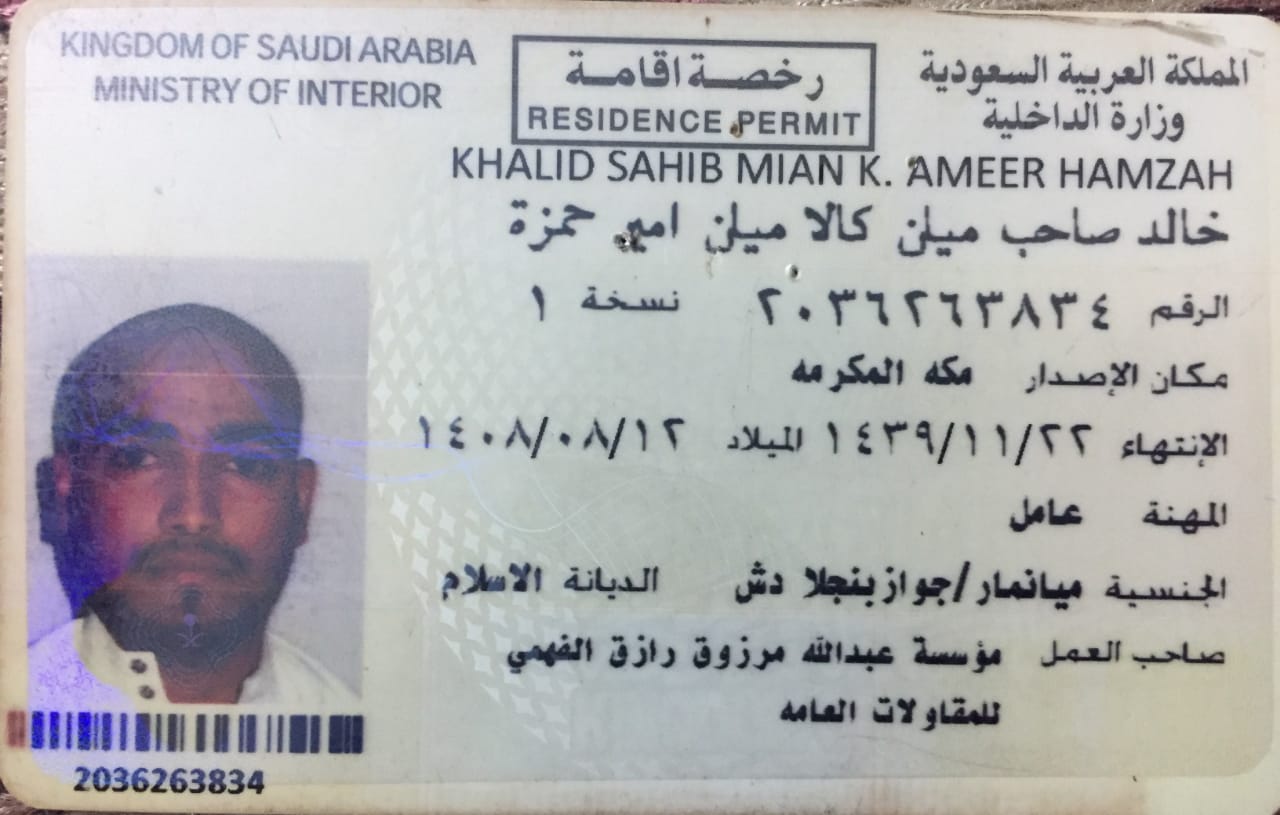 KINGDOM OF SAUDI ARABIA
MINISTRY OF INTERIOR
رخصة اقامة
RESIDENCE PERMIT
المملكة العربية السعودية
وزارة الداخلية
KHALID SAHIB MIAN K. AMEER HAMZAH
خالد صاحب ميلن كالا ميلن امير حمزة
الرقم ٢٠٣٦٢٦٣٨٣٤ نسخة ١
مكان الإصدار مكه المكرمه
الإنتهاء ١٤٣٩/١١/٢٢ الميلاد ١٤٠٨/٠٨/١٢
المهنة عامل
الجنسية ميانمار/جواز بنجلا دش الديانة الاسلام
صاحب العمل مؤسسة عبدالله مرزوق رازق الفهمي
للمقاولات العامه
2036263834